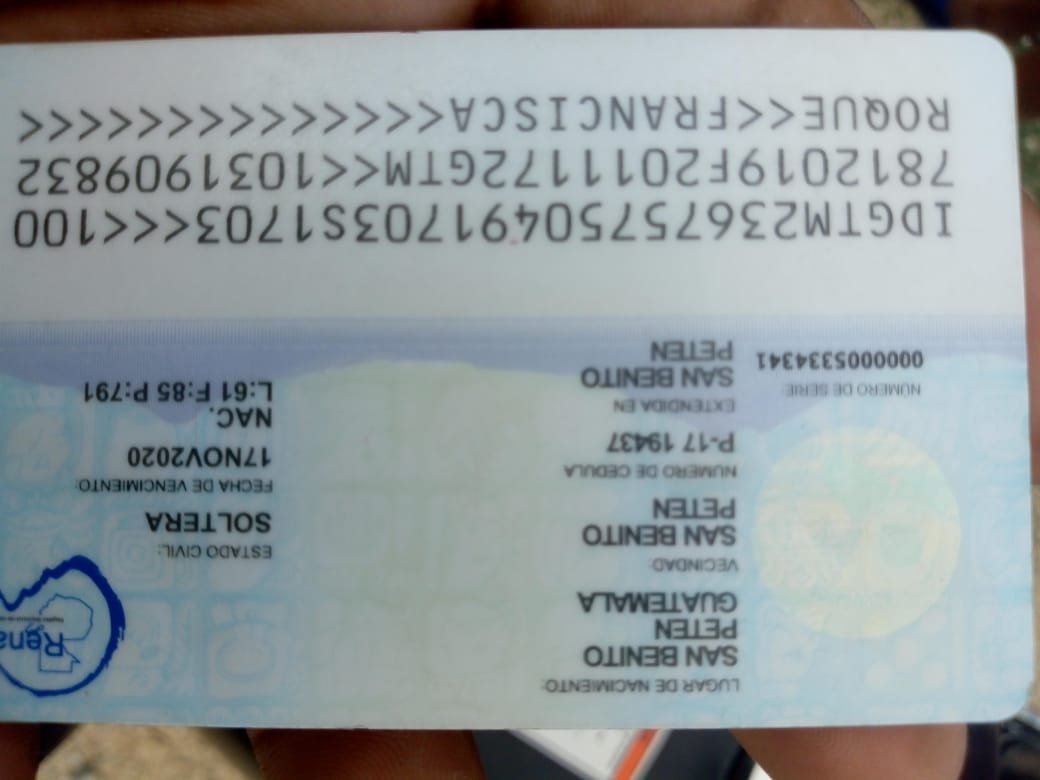 LUGAR DE NACIMIENTO:
SAN BENITO
PETEN
GUATEMALA
VECINDAD:
SAN BENITO
PETEN
NUMERO DE CEDULA
P-17 19437
EXTENDIDA EN
SAN BENITO
PETEN
NÚMERO DE SERIE:
0000005334341
Rena
ESTADO CIVIL:
SOLTERA
FECHA DE VENCIMIENTO:
17NOV2020
NAC.
L:61 F:85 P:791
IDGTM23675750491703S1703<<<100
7812019F2011172GTM<<1031909832
ROQUE<<FRANCISCA<<<<<<<<<<<<<<